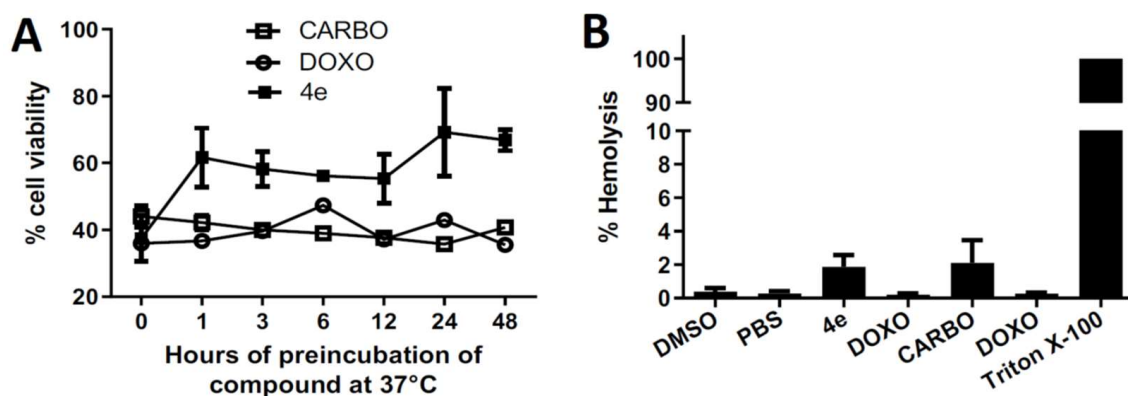 A
CARBO
DOXO
4e
% cell viability
100
80
60
40
20
0 1 3 6 12 24 48
Hours of preincubation of
compound at 37°C
B
% Hemolysis
100
90
10
8
6
4
2
0
DMSO
PBS
4e
DOXO
CARBO
DOXO
Triton X-100